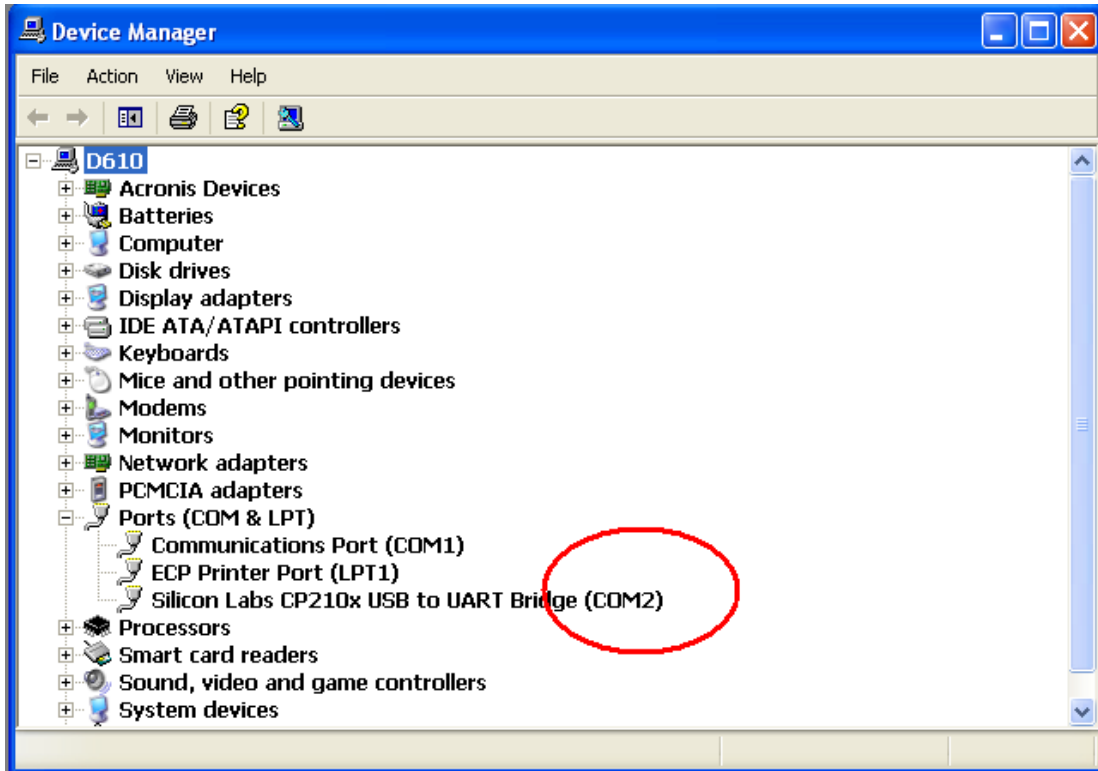 Device Manager
File Action View Help
D610
Acronis Devices
Batteries
Computer
Disk drives
Display adapters
IDE ATA/ATAPI controllers
Keyboards
Mice and other pointing devices
Modems
Monitors
Network adapters
PCMCIA adapters
Ports (COM & LPT)
Communications Port (COM1)
ECP Printer Port (LPT1)
Silicon Labs CP210x USB to UART Bridge (COM2)
Processors
Smart card readers
Sound, video and game controllers
System devices